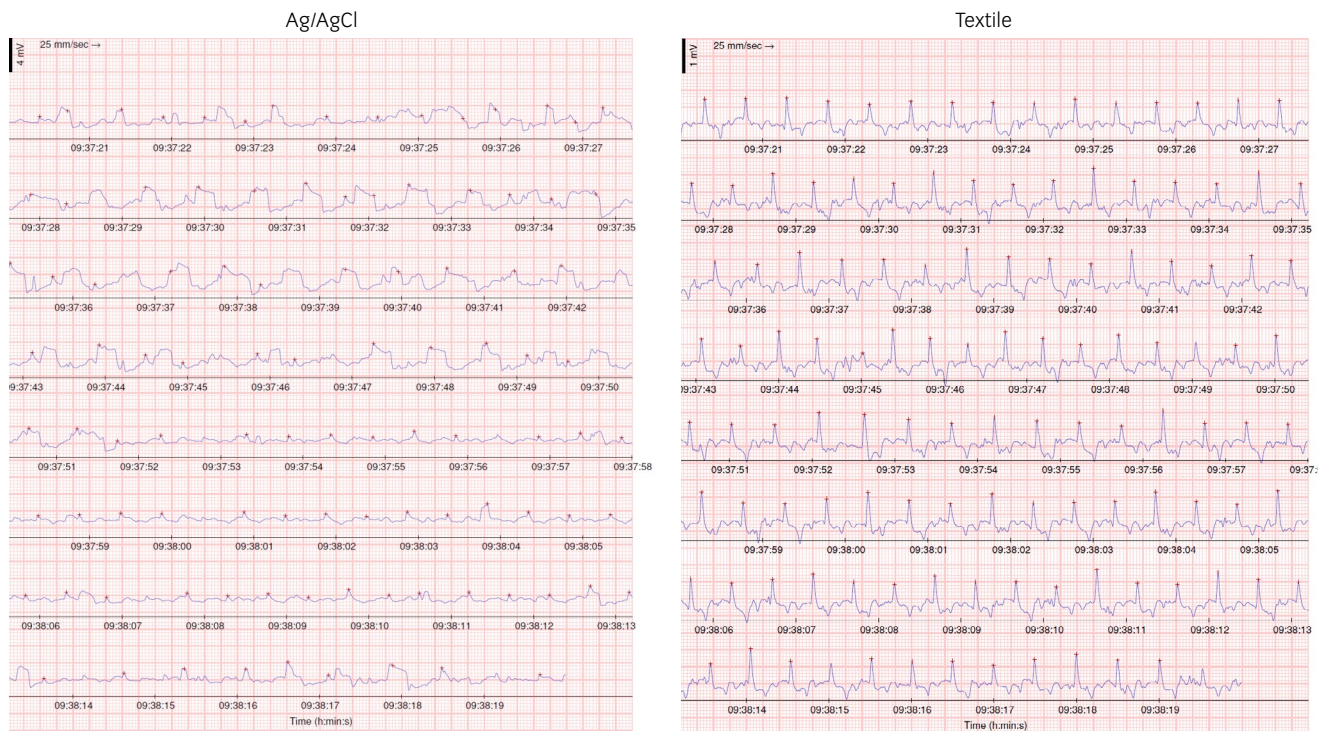 Ag/AgCl
4 mV
25 mm/sec →
09:37:21 09:37:22 09:37:23 09:37:24 09:37:25 09:37:26 09:37:27
09:37:28 09:37:29 09:37:30 09:37:31 09:37:32 09:37:33 09:37:34 09:37:35
09:37:36 09:37:37 09:37:38 09:37:39 09:37:40 09:37:41 09:37:42
9:37:43 09:37:44 09:37:45 09:37:46 09:37:47 09:37:48 09:37:49 09:37:50
09:37:51 09:37:52 09:37:53 09:37:54 09:37:55 09:37:56 09:37:57 09:37:58
09:37:59 09:38:00 09:38:01 09:38:02 09:38:03 09:38:04 09:38:05
09:38:06 09:38:07 09:38:08 09:38:09 09:38:10 09:38:11 09:38:12 09:38:13
09:38:14 09:38:15 09:38:16 09:38:17 09:38:18 09:38:19
Time (h:min:s)
Textile
1 mV
25 mm/sec →
09:37:21 09:37:22 09:37:23 09:37:24 09:37:25 09:37:26 09:37:27
09:37:28 09:37:29 09:37:30 09:37:31 09:37:32 09:37:33 09:37:34 09:37:35
09:37:36 09:37:37 09:37:38 09:37:39 09:37:40 09:37:41 09:37:42
09:37:43 09:37:44 09:37:45 09:37:46 09:37:47 09:37:48 09:37:49 09:37:50
09:37:51 09:37:52 09:37:53 09:37:54 09:37:55 09:37:56 09:37:57 09:37:
09:37:59 09:38:00 09:38:01 09:38:02 09:38:03 09:38:04 09:38:05
09:38:06 09:38:07 09:38:08 09:38:09 09:38:10 09:38:11 09:38:12 09:38:13
09:38:14 09:38:15 09:38:16 09:38:17 09:38:18 09:38:19
Time (h:min:s)